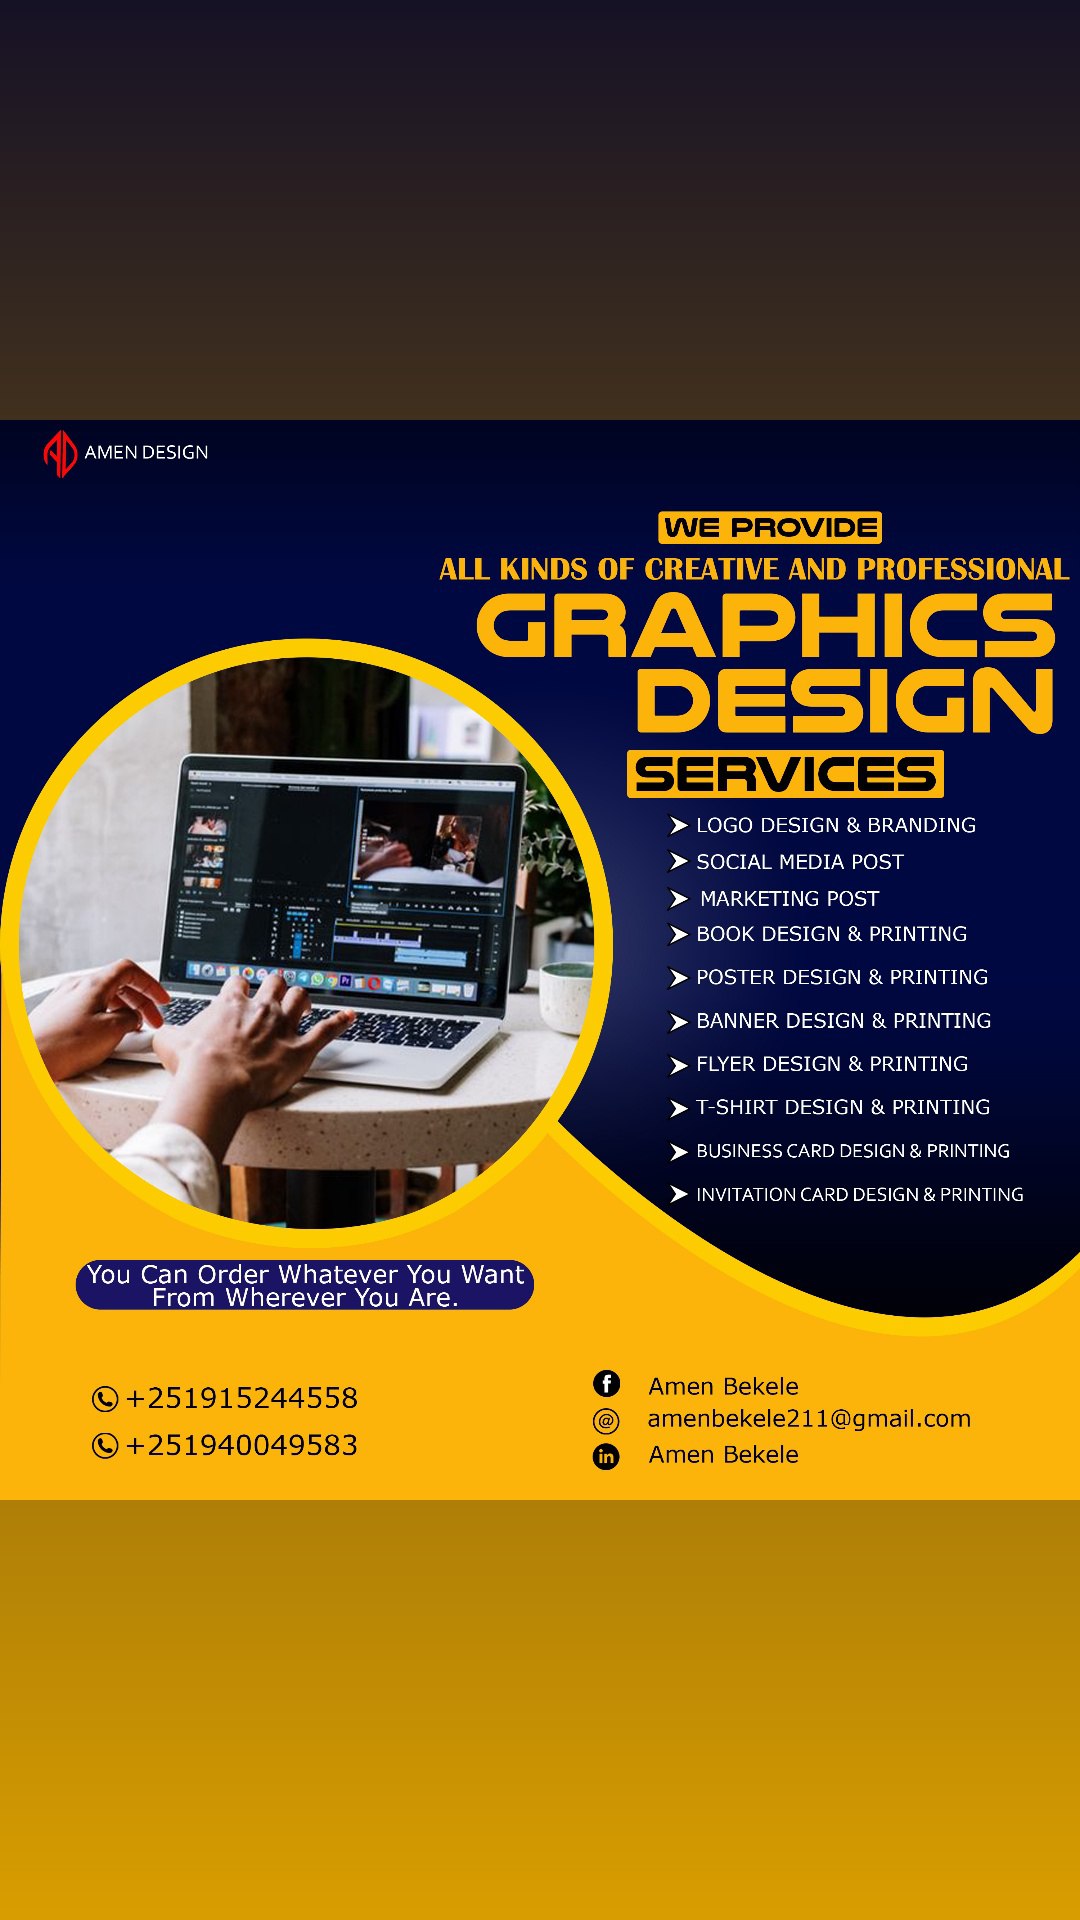 AMEN DESIGN
WE PROVIDE
ALL KINDS OF CREATIVE AND PROFESSIONAL
GRAPHICS
DESIGN
SERVICES
LOGO DESIGN & BRANDING
SOCIAL MEDIA POST
MARKETING POST
BOOK DESIGN & PRINTING
POSTER DESIGN & PRINTING
BANNER DESIGN & PRINTING
FLYER DESIGN & PRINTING
T-SHIRT DESIGN & PRINTING
BUSINESS CARD DESIGN & PRINTING
INVITATION CARD DESIGN & PRINTING
You Can Order Whatever You Want
From Wherever You Are.
+251915244558
+251940049583
Amen Bekele
amenbekele211@gmail.com
Amen Bekele